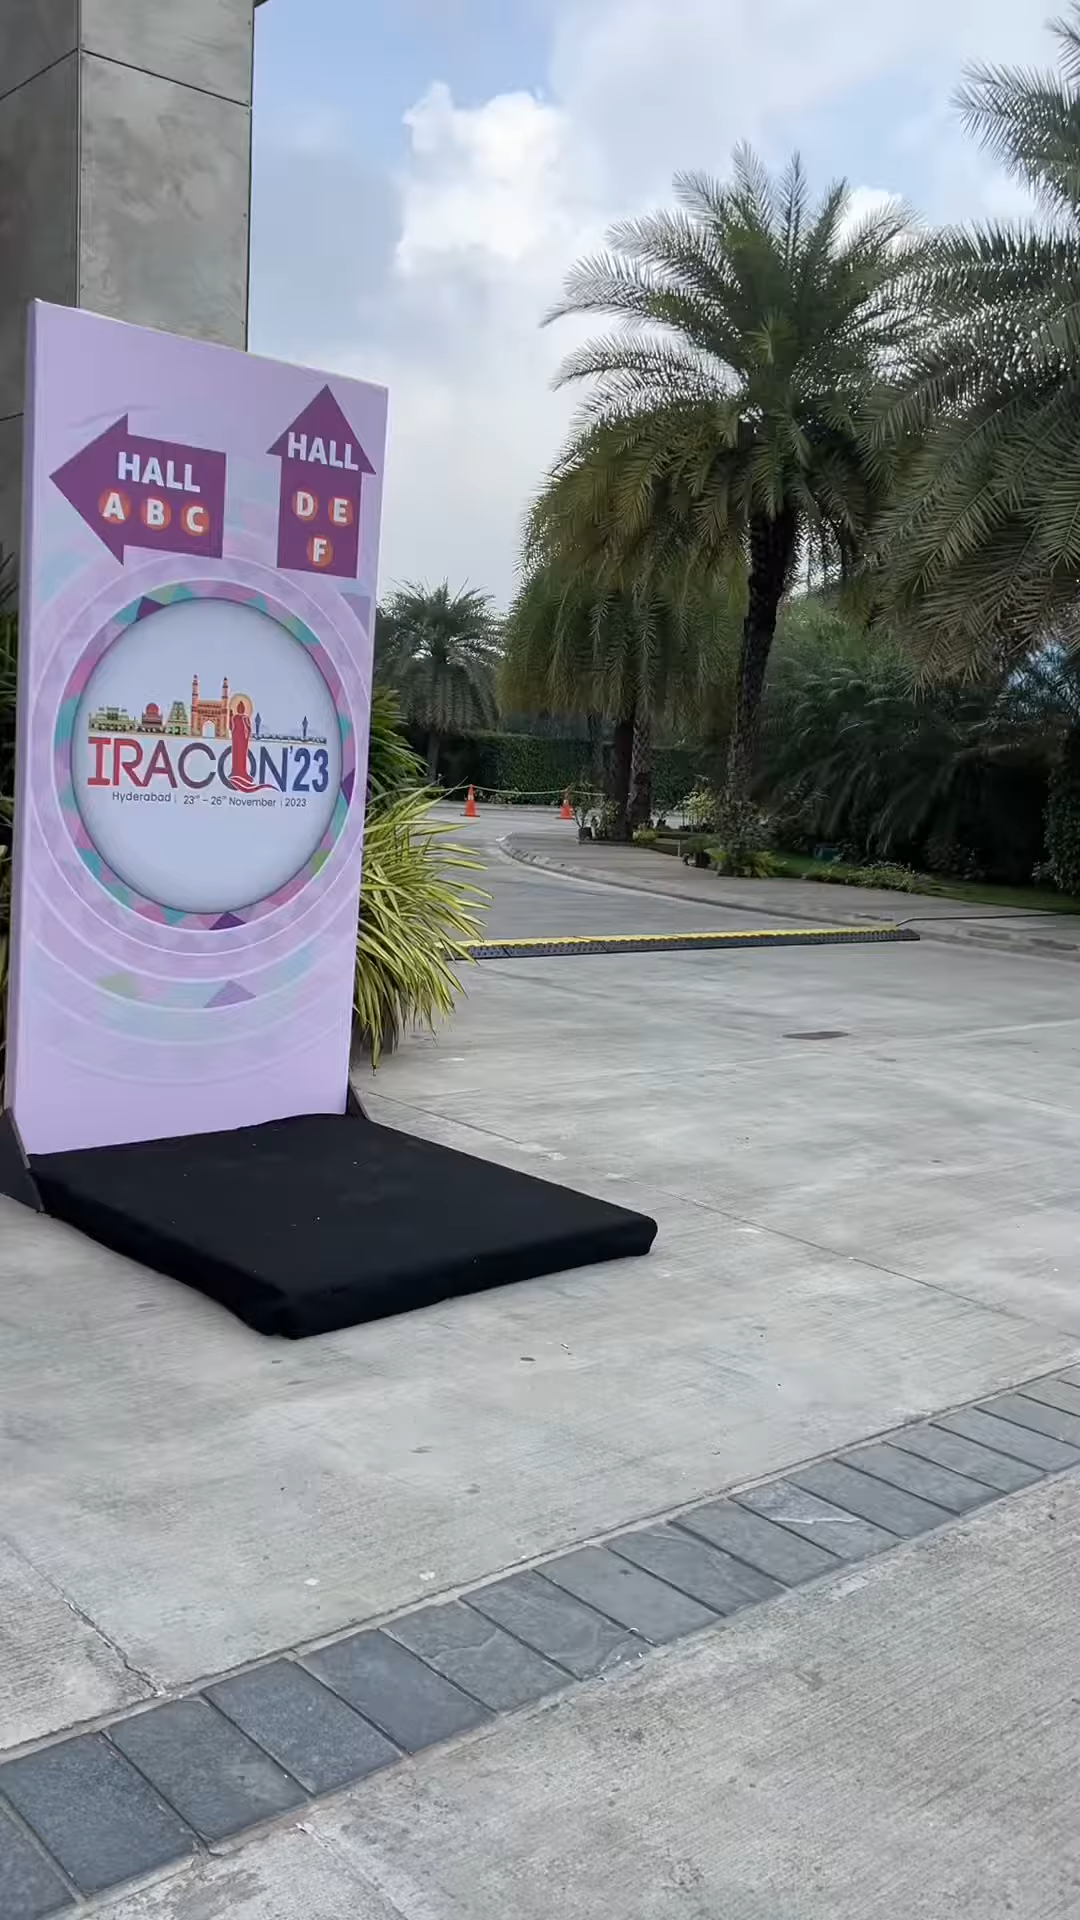 HALL
A B C
HALL
D E
F
IRACON'23
Hyderabad | 23rd – 26th November | 2023